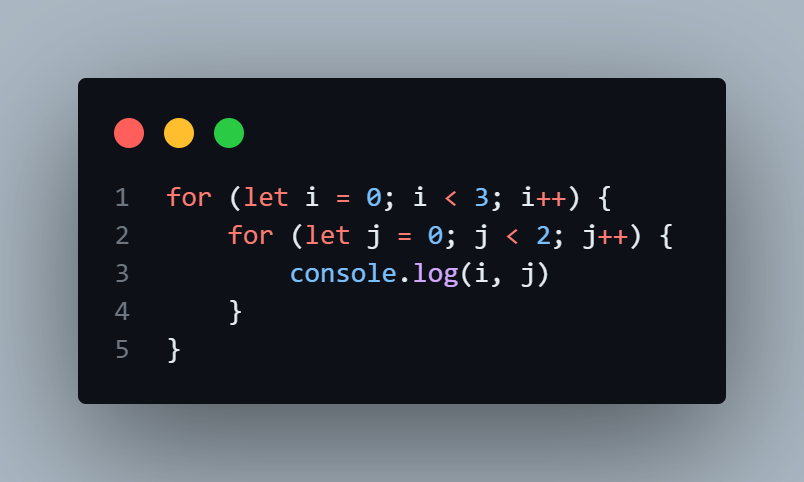 1 for (let i = 0; i < 3; i++) {
2     for (let j = 0; j < 2; j++) {
3         console.log(i, j)
4     }
5 }